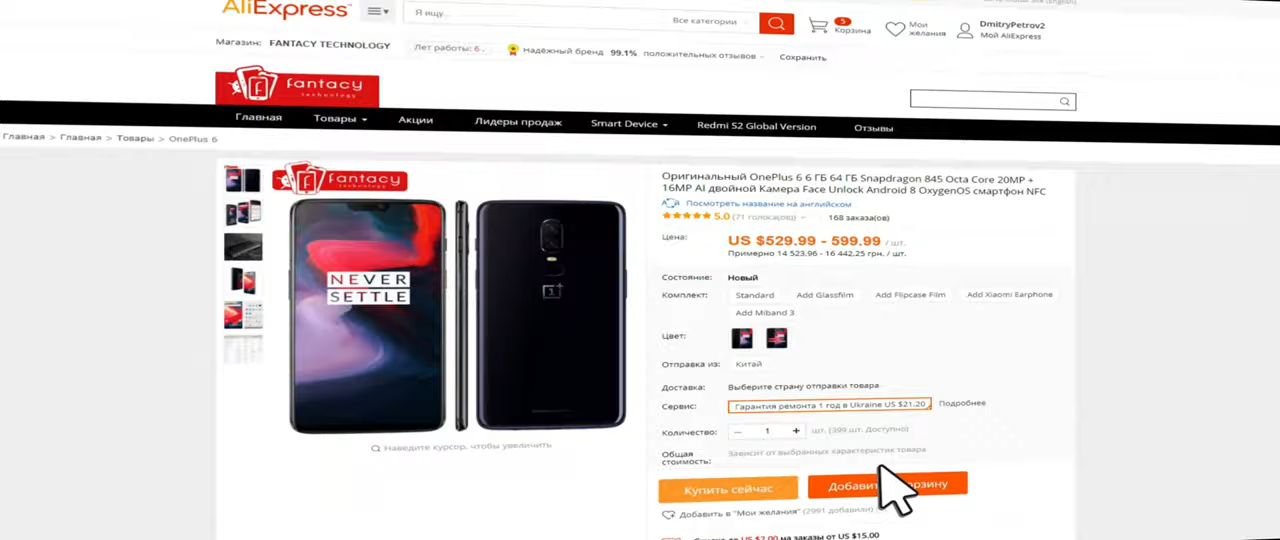 AliExpress™
Я ищу...
Все категории
5
Корзина
Мои
желания
DmitryPetrov2
Мой AliExpress
Магазин: FANTACY TECHNOLOGY
Лет работы: 6
Надёжный бренд 99.1% положительных отзывов
Сохранить
fantacy
technology
Главная
Товары
Акции
Лидеры продаж
Smart Device
Redmi S2 Global Version
Отзывы
Главная > Главная > Товары > OnePlus 6
fantacy
technology
NEVER
SETTLE
Наведите курсор, чтобы увеличить
Оригинальный OnePlus 6 6 ГБ 64 ГБ Snapdragon 845 Octa Core 20MP +
16MP AI двойной Камера Face Unlock Android 8 OxygenOS смартфон NFC
Посмотреть название на английском
5.0 (71 голоса(ов)) 168 заказа(ов)
Цена: US $529.99 - 599.99 / шт.
Примерно 14 523.96 - 16 442.25 грн. / шт.
Состояние: Новый
Комплект: Standard Add Glassfilm Add Flipcase Film Add Xiaomi Earphone
Add Miband 3
Цвет:
Отправка из: Китай
Доставка: Выберите страну отправки товара
Сервис: Гарантия ремонта 1 год в Ukraine US $21.20 Подробнее
Количество: — 1 + шт. (399 шт. Доступно)
Общая
стоимость: Зависит от выбранных характеристик товара
Купить сейчас
Добавить
Добавить в "Мои желания" (2991 добавили)
US $2.00 на заказы от US $15.00